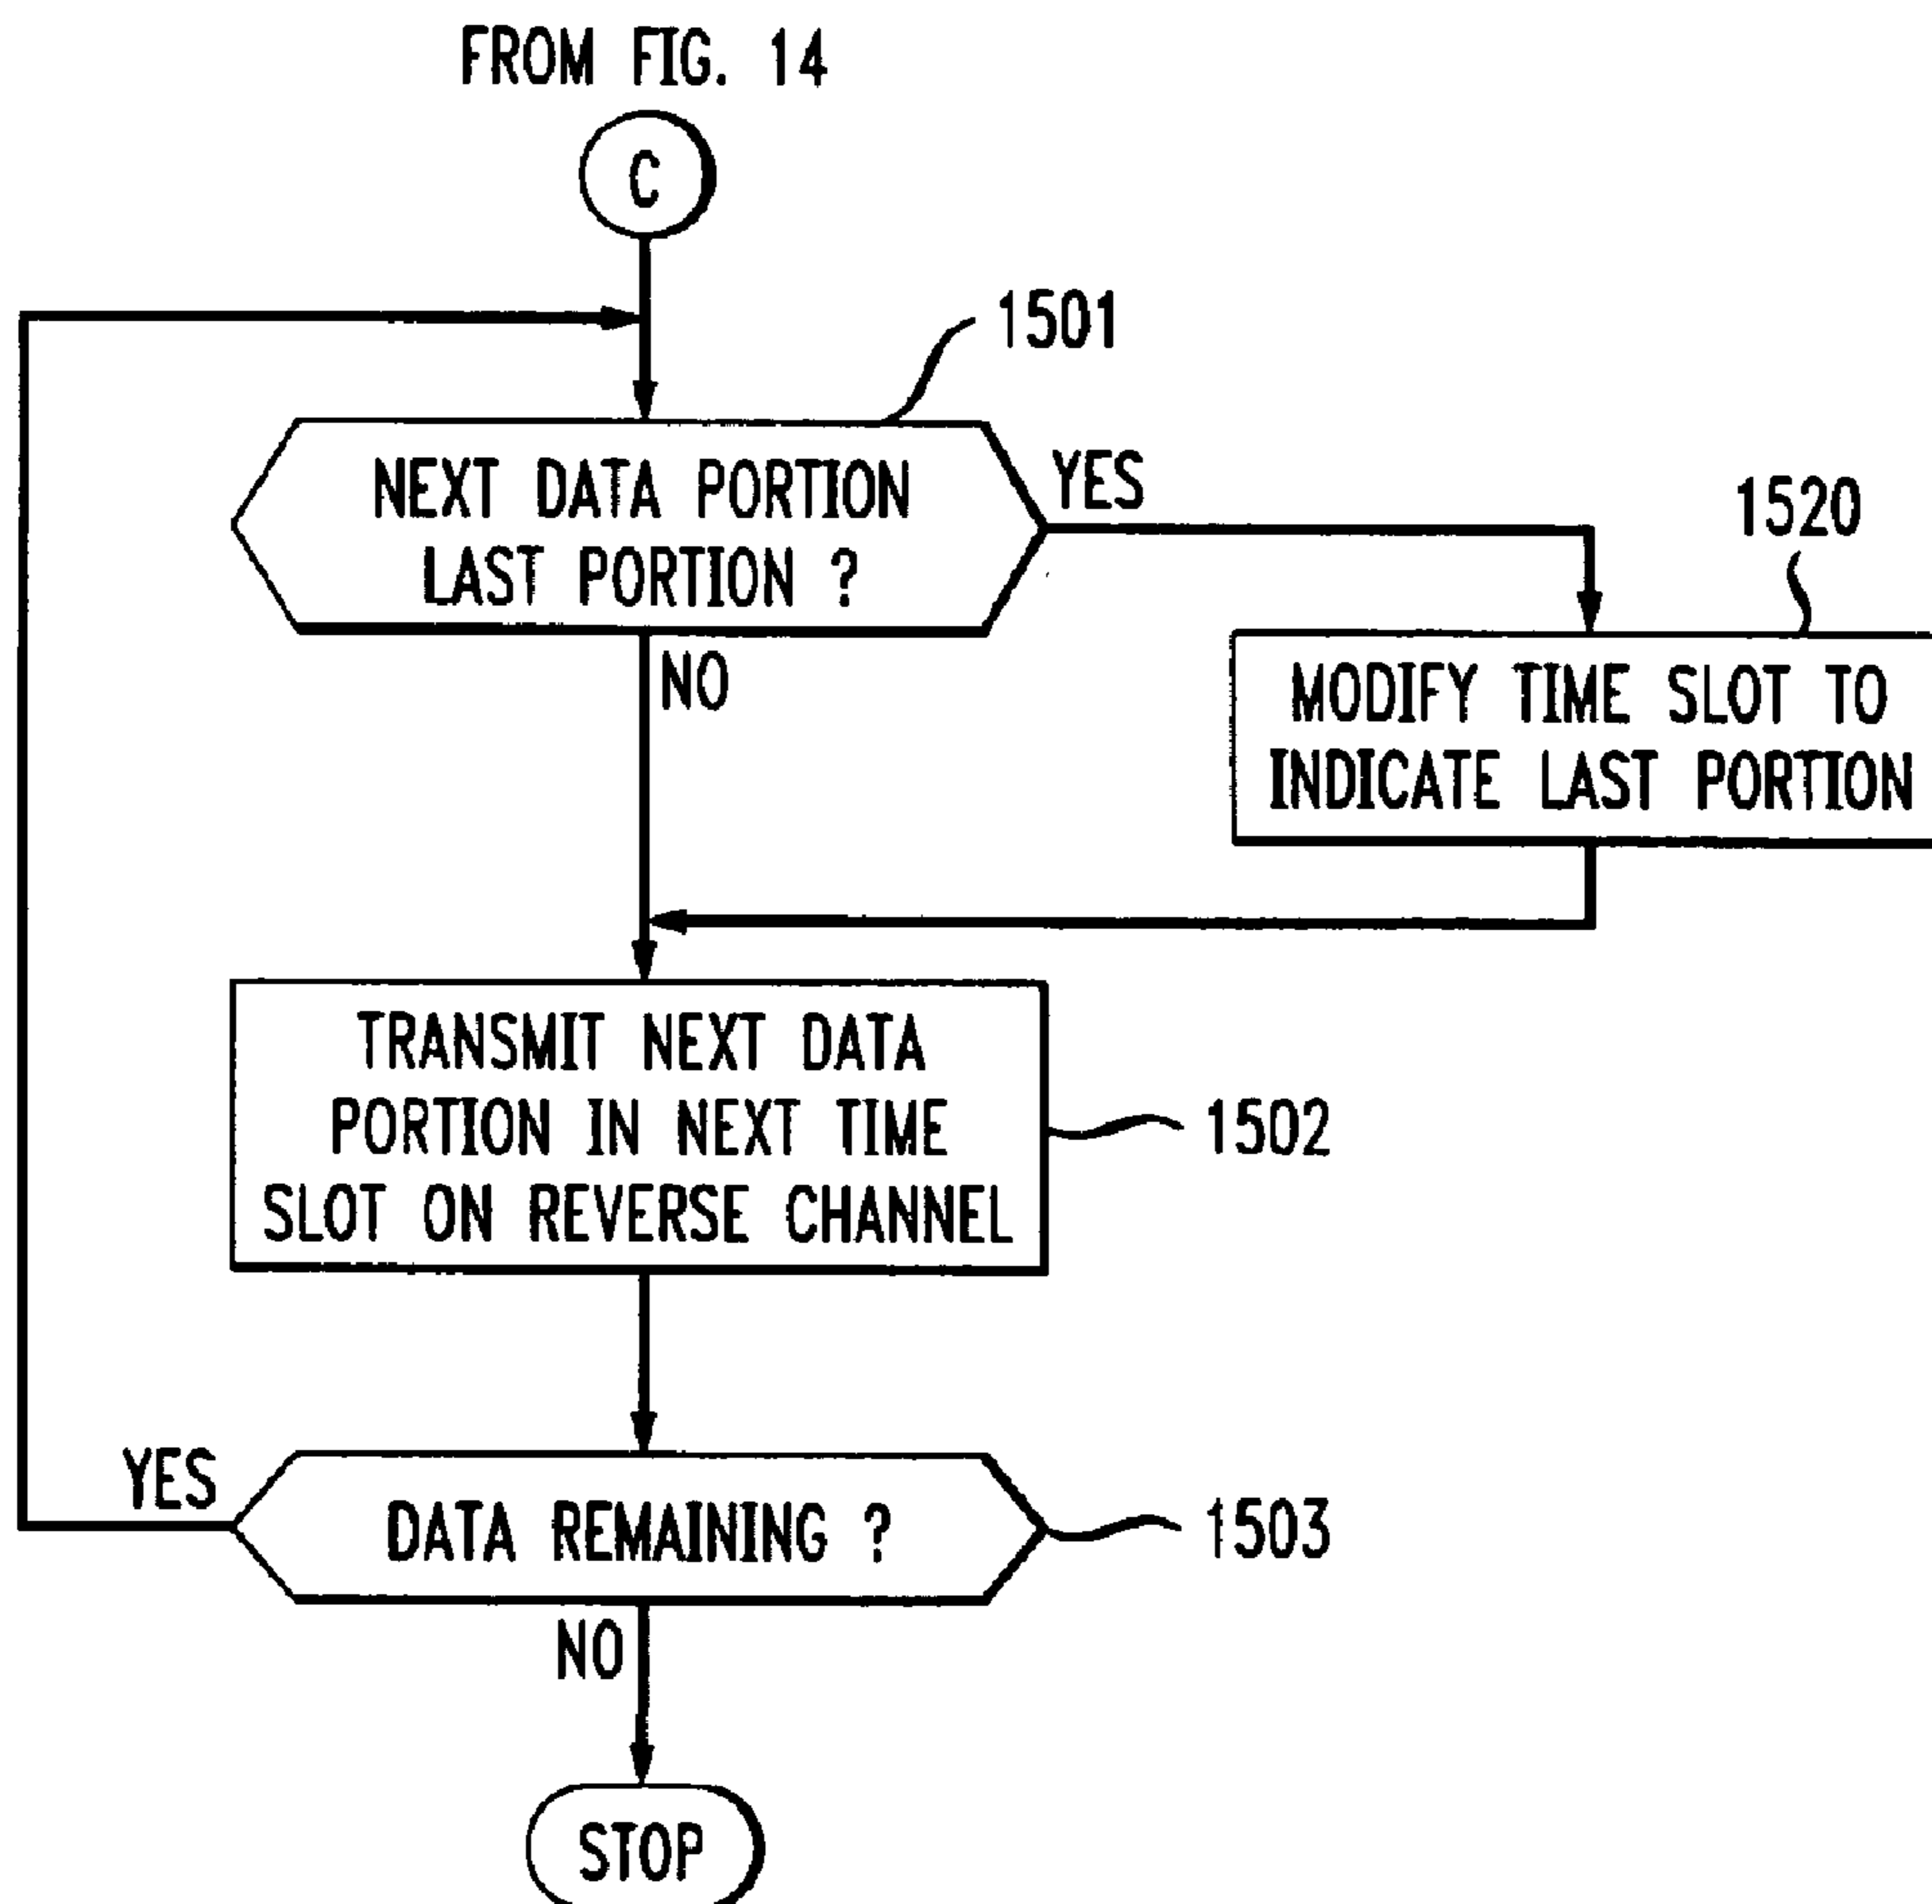 FROM FIG. 14
C
1501
NEXT DATA PORTION
LAST PORTION ?
YES
1520
NO
MODIFY TIME SLOT TO
INDICATE LAST PORTION
TRANSMIT NEXT DATA
PORTION IN NEXT TIME
SLOT ON REVERSE CHANNEL
1502
YES
DATA REMAINING ?
1503
NO
STOP